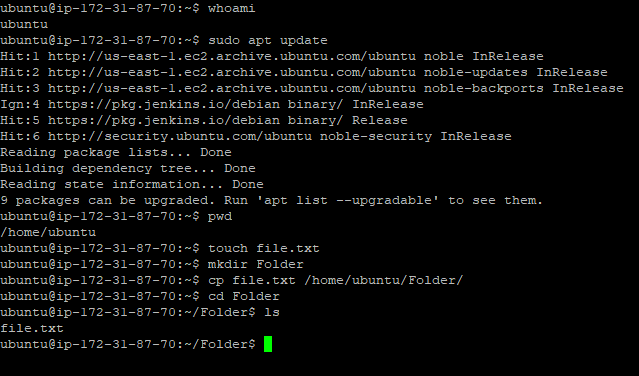 ubuntu@ip-172-31-87-70:~$ whoami
ubuntu
ubuntu@ip-172-31-87-70:~$ sudo apt update
Hit:1 http://us-east-1.ec2.archive.ubuntu.com/ubuntu noble InRelease
Hit:2 http://us-east-1.ec2.archive.ubuntu.com/ubuntu noble-updates InRelease
Hit:3 http://us-east-1.ec2.archive.ubuntu.com/ubuntu noble-backports InRelease
Ign:4 https://pkg.jenkins.io/debian binary/ InRelease
Hit:5 https://pkg.jenkins.io/debian binary/ Release
Hit:6 http://security.ubuntu.com/ubuntu noble-security InRelease
Reading package lists... Done
Building dependency tree... Done
Reading state information... Done
9 packages can be upgraded. Run 'apt list --upgradable' to see them.
ubuntu@ip-172-31-87-70:~$ pwd
/home/ubuntu
ubuntu@ip-172-31-87-70:~$ touch file.txt
ubuntu@ip-172-31-87-70:~$ mkdir Folder
ubuntu@ip-172-31-87-70:~$ cp file.txt /home/ubuntu/Folder/
ubuntu@ip-172-31-87-70:~$ cd Folder
ubuntu@ip-172-31-87-70:~/Folder$ ls
file.txt
ubuntu@ip-172-31-87-70:~/Folder$